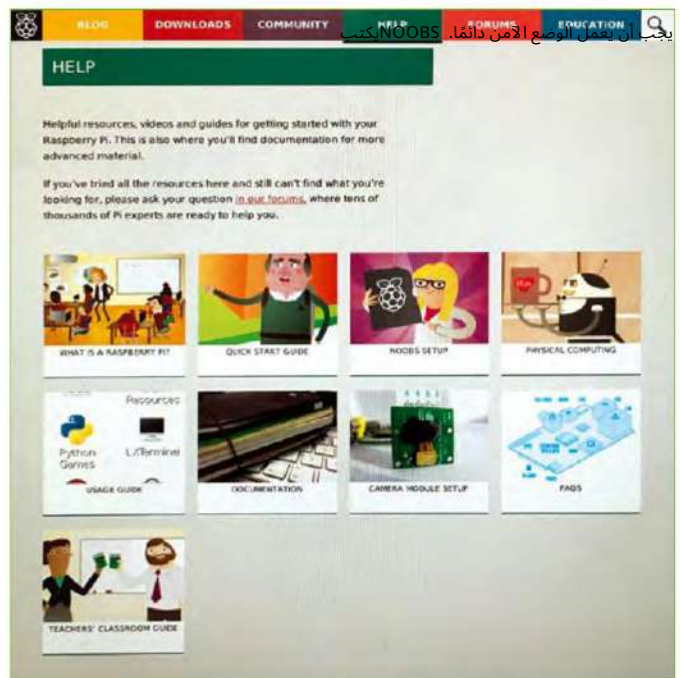 BLOG DOWNLOADS COMMUNITY HELP FORUMS EDUCATION
يجب أن يعمل الوضع الآمن دائمًا. NOOBSيكتب
HELP
Helpful resources, videos and guides for getting started with your
Raspberry Pi. This is also where you'll find documentation for more
advanced material.
If you've tried all the resources here and still can't find what you're
looking for, please ask your question in our forums, where tens of
thousands of Pi experts are ready to help you.
WHAT IS A RASPBERRY PI?
QUICK START GUIDE
NOOBS SETUP
PHYSICAL COMPUTING
Resources
Python
Games
LXTerminal
USAGE GUIDE
DOCUMENTATION
CAMERA MODULE SETUP
FAQS
TEACHERS' CLASSROOM GUIDE